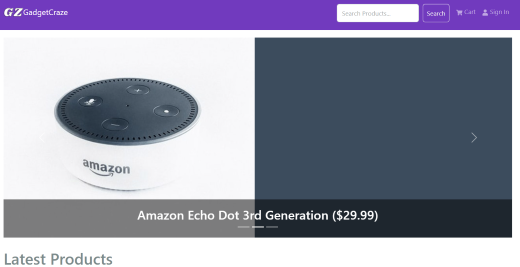 GZ GadgetCraze
Search Products...
Search
Cart
Sign In
amazon
Amazon Echo Dot 3rd Generation ($29.99)
Latest Products